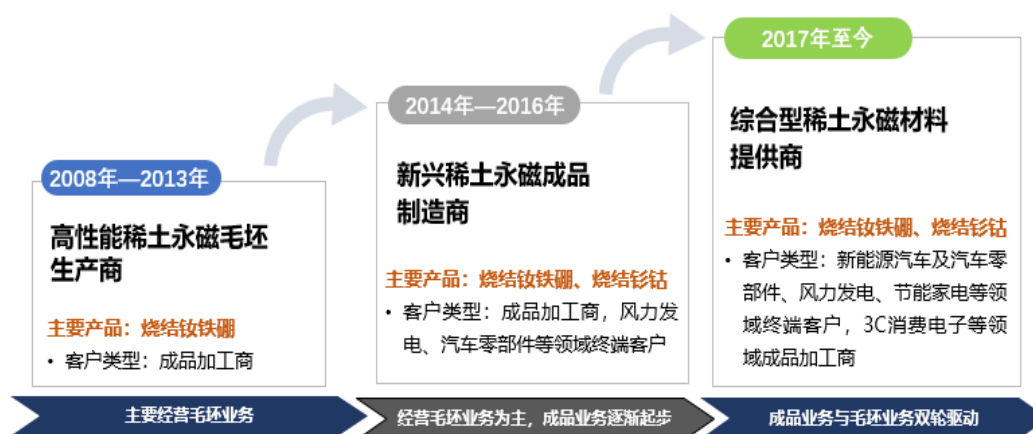 2008年—2013年
高性能稀土永磁毛坯
生产商
主要产品：烧结钕铁硼
• 客户类型：成品加工商
主要经营毛坯业务
2014年—2016年
新兴稀土永磁成品
制造商
主要产品：烧结钕铁硼、烧结钐钴
• 客户类型：成品加工商，风力发
电、汽车零部件等领域终端客户
经营毛坯业务为主，成品业务逐渐起步
2017年至今
综合型稀土永磁材料
提供商
主要产品：烧结钕铁硼、烧结钐钴
• 客户类型：新能源汽车及汽车零
部件、风力发电、节能家电等领
域终端客户，3C消费电子等领
域成品加工商
成品业务与毛坯业务双轮驱动